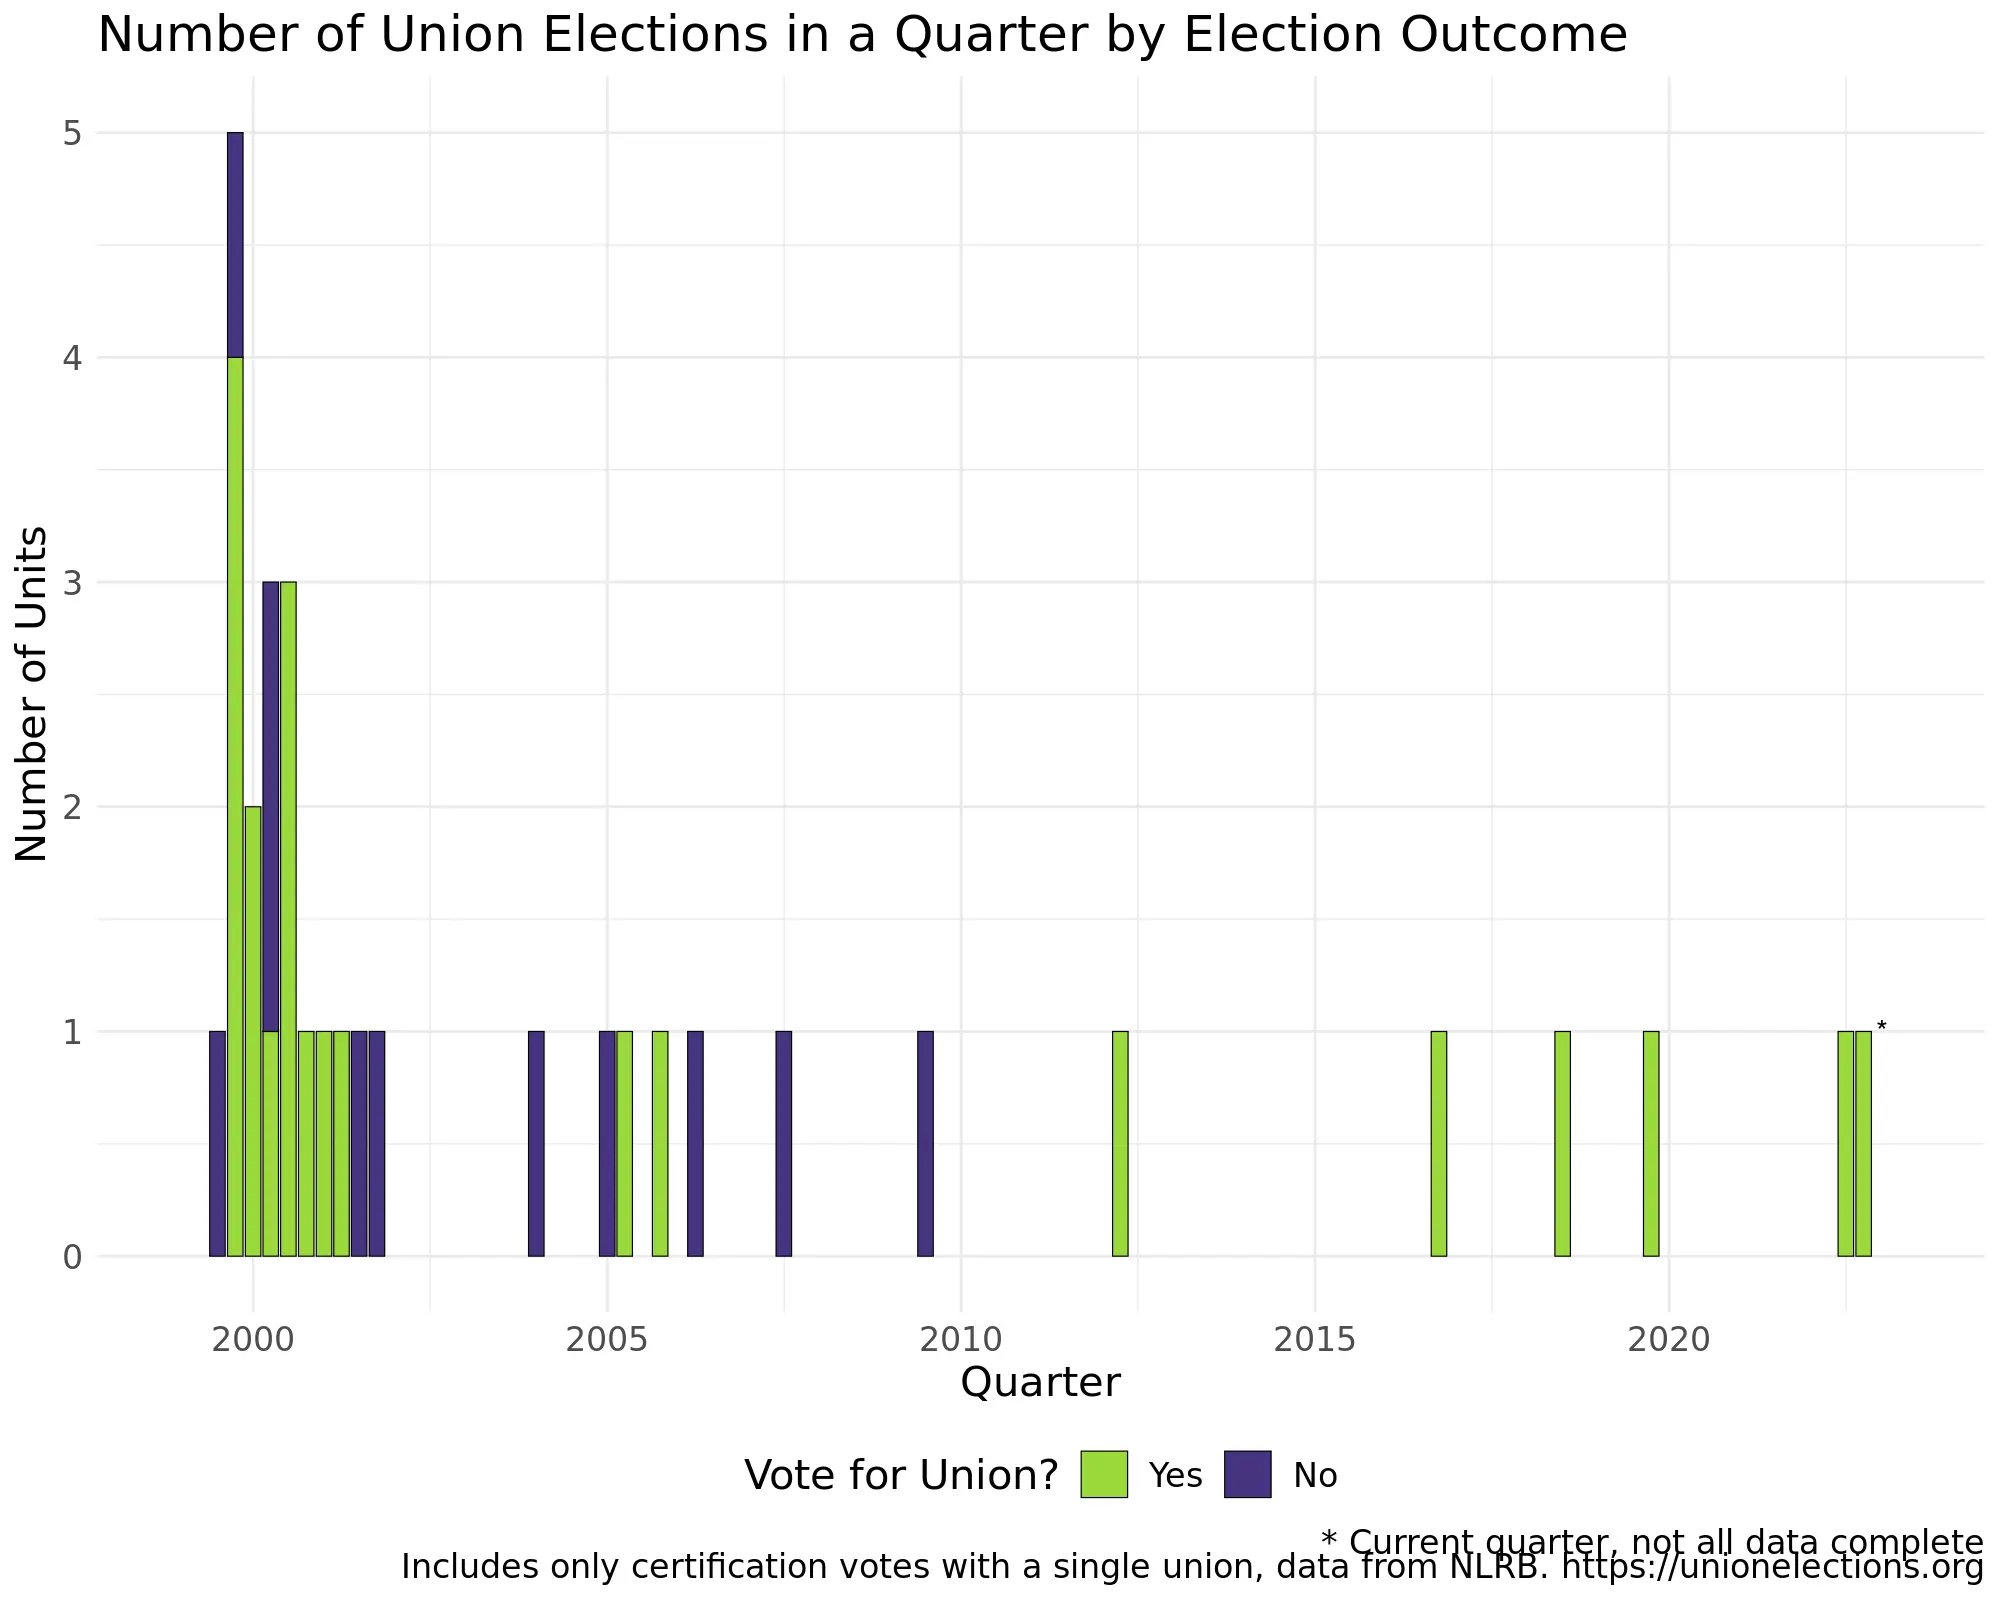 Number of Union Elections in a Quarter by Election Outcome
5
4
3
2
1
0
Number of Units
*
2000 2005 2010 2015 2020
Quarter
Vote for Union? Yes No
* Current quarter, not all data complete
Includes only certification votes with a single union, data from NLRB. https://unionelections.org